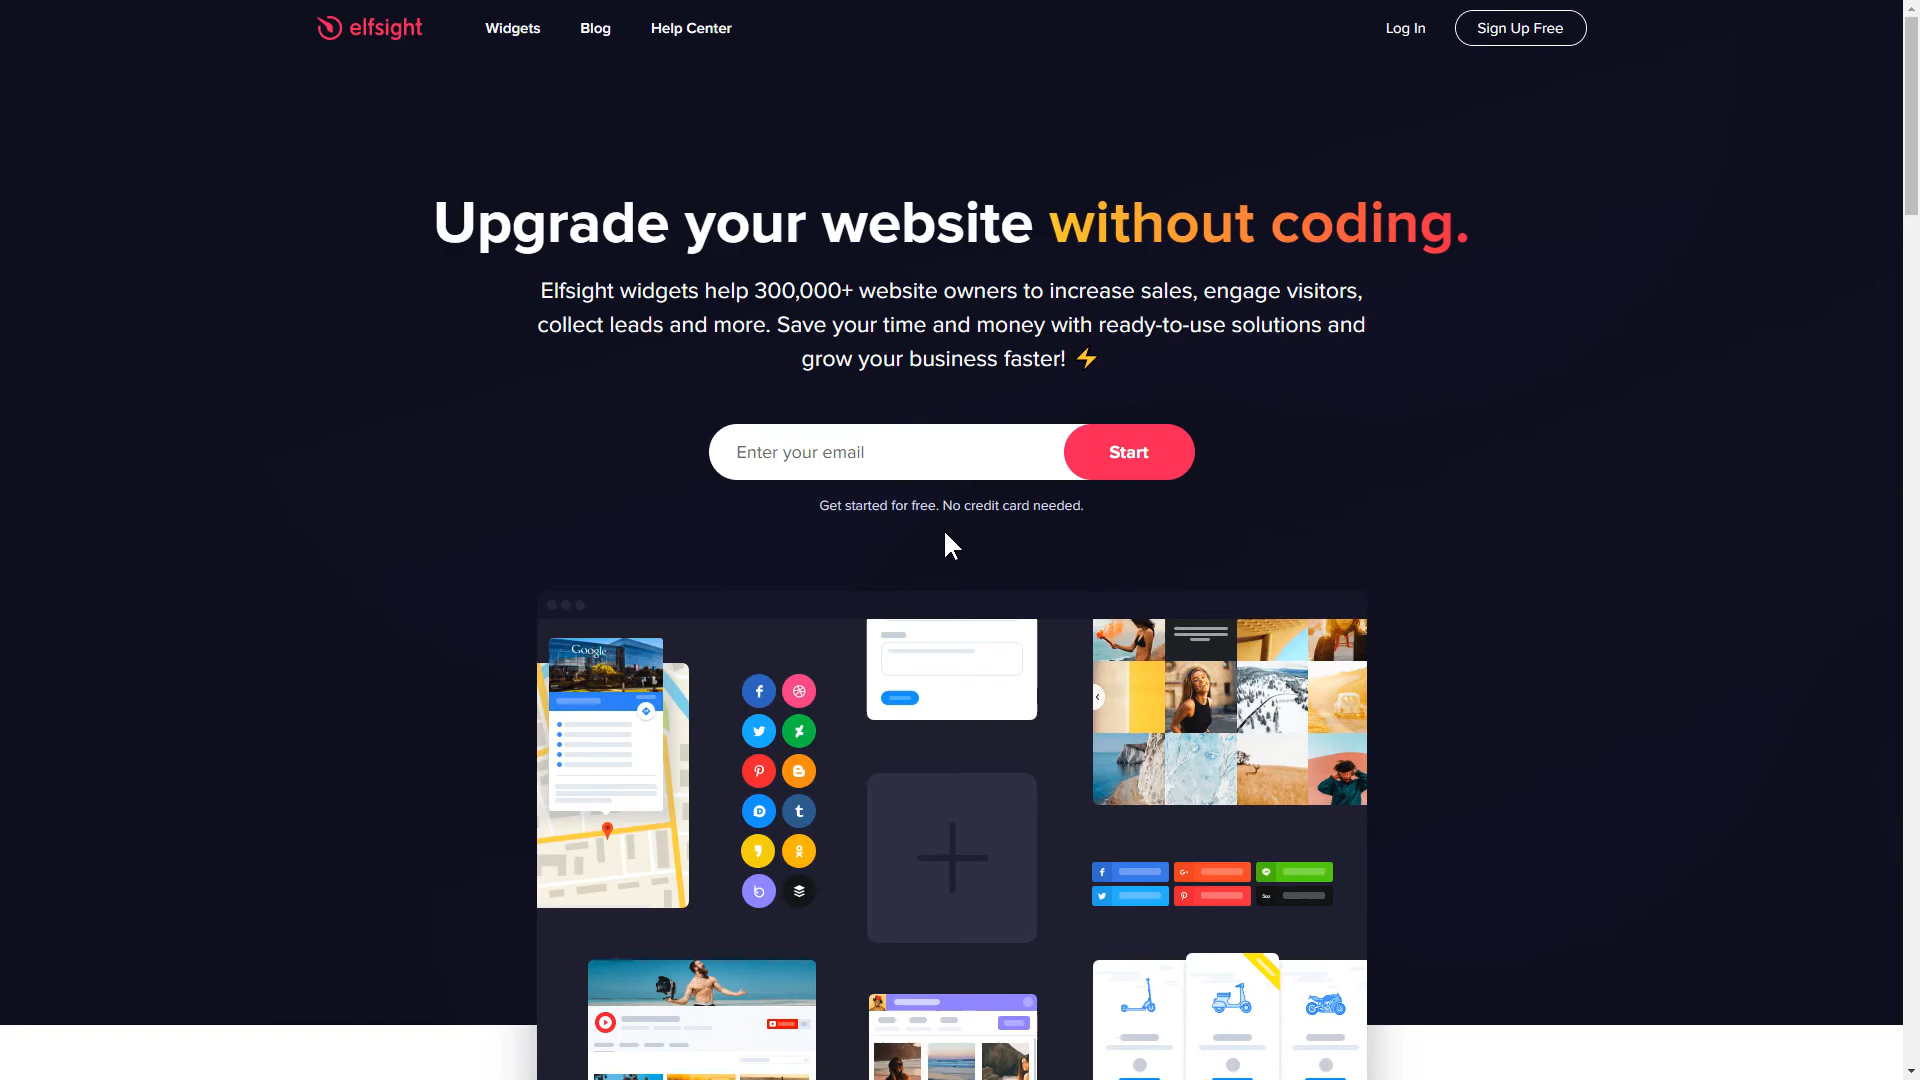 elfsight
Widgets
Blog
Help Center
Log In
Sign Up Free
Upgrade your website without coding.
Elfsight widgets help 300,000+ website owners to increase sales, engage visitors,
collect leads and more. Save your time and money with ready-to-use solutions and
grow your business faster! ⚡
Enter your email
Start
Get started for free. No credit card needed.
Google